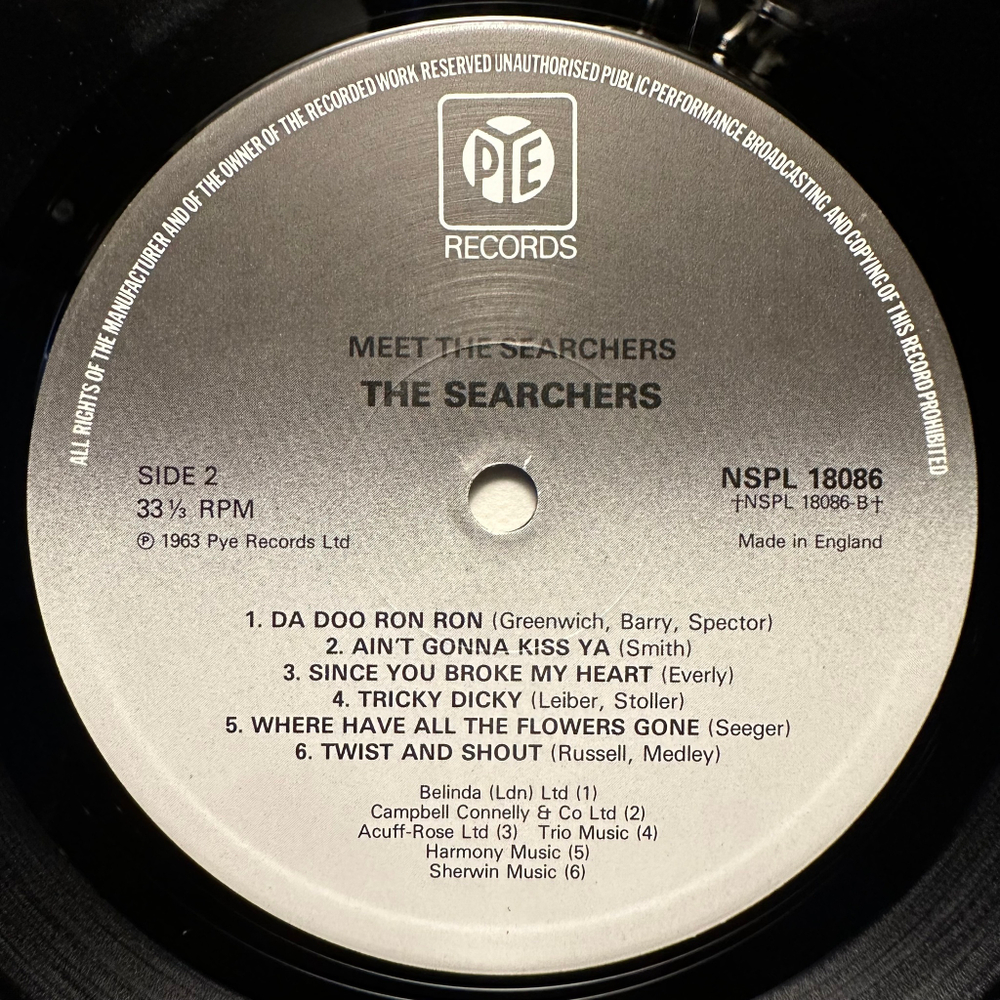 ALL RIGHTS OF THE MANUFACTURER AND OF THE OWNER OF THE RECORDED WORK RESERVED UNAUTHORISED PUBLIC PERFORMANCE BROADCASTING AND COPYING OF THIS RECORD PROHIBITED
PYE
RECORDS
MEET THE SEARCHERS
THE SEARCHERS
SIDE 2
33⅓ RPM
℗ 1963 Pye Records Ltd
NSPL 18086
†NSPL 18086-B†
Made in England
1. DA DOO RON RON (Greenwich, Barry, Spector)
2. AIN'T GONNA KISS YA (Smith)
3. SINCE YOU BROKE MY HEART (Everly)
4. TRICKY DICKY (Leiber, Stoller)
5. WHERE HAVE ALL THE FLOWERS GONE (Seeger)
6. TWIST AND SHOUT (Russell, Medley)
Belinda (Ldn) Ltd (1)
Campbell Connelly & Co Ltd (2)
Acuff-Rose Ltd (3) Trio Music (4)
Harmony Music (5)
Sherwin Music (6)